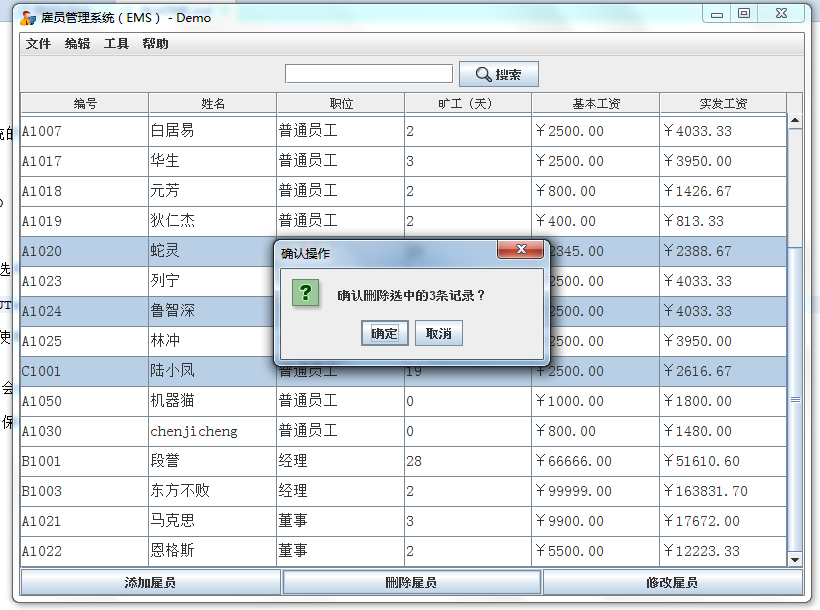 雇员管理系统（EMS）- Demo
文件 编辑 工具 帮助
搜索
编号 姓名 职位 旷工（天） 基本工资 实发工资
A1007 白居易 普通员工 2 ￥2500.00 ￥4033.33
A1017 华生 普通员工 3 ￥2500.00 ￥3950.00
A1018 元芳 普通员工 2 ￥800.00 ￥1426.67
A1019 狄仁杰 普通员工 2 ￥400.00 ￥813.33
A1020 蛇灵 2345.00 ￥2388.67
A1023 列宁 2500.00 ￥4033.33
A1024 鲁智深 2500.00 ￥4033.33
A1025 林冲 2500.00 ￥3950.00
C1001 陆小凤 普通员工 19 ￥2500.00 ￥2616.67
A1050 机器猫 普通员工 0 ￥1000.00 ￥1800.00
A1030 chenjicheng 普通员工 0 ￥800.00 ￥1480.00
B1001 段誉 经理 28 ￥66666.00 ￥51610.60
B1003 东方不败 经理 2 ￥99999.00 ￥163831.70
A1021 马克思 董事 3 ￥9900.00 ￥17672.00
A1022 恩格斯 董事 2 ￥5500.00 ￥12223.33
确认操作
确认删除选中的3条记录？
确定 取消
添加雇员 删除雇员 修改雇员